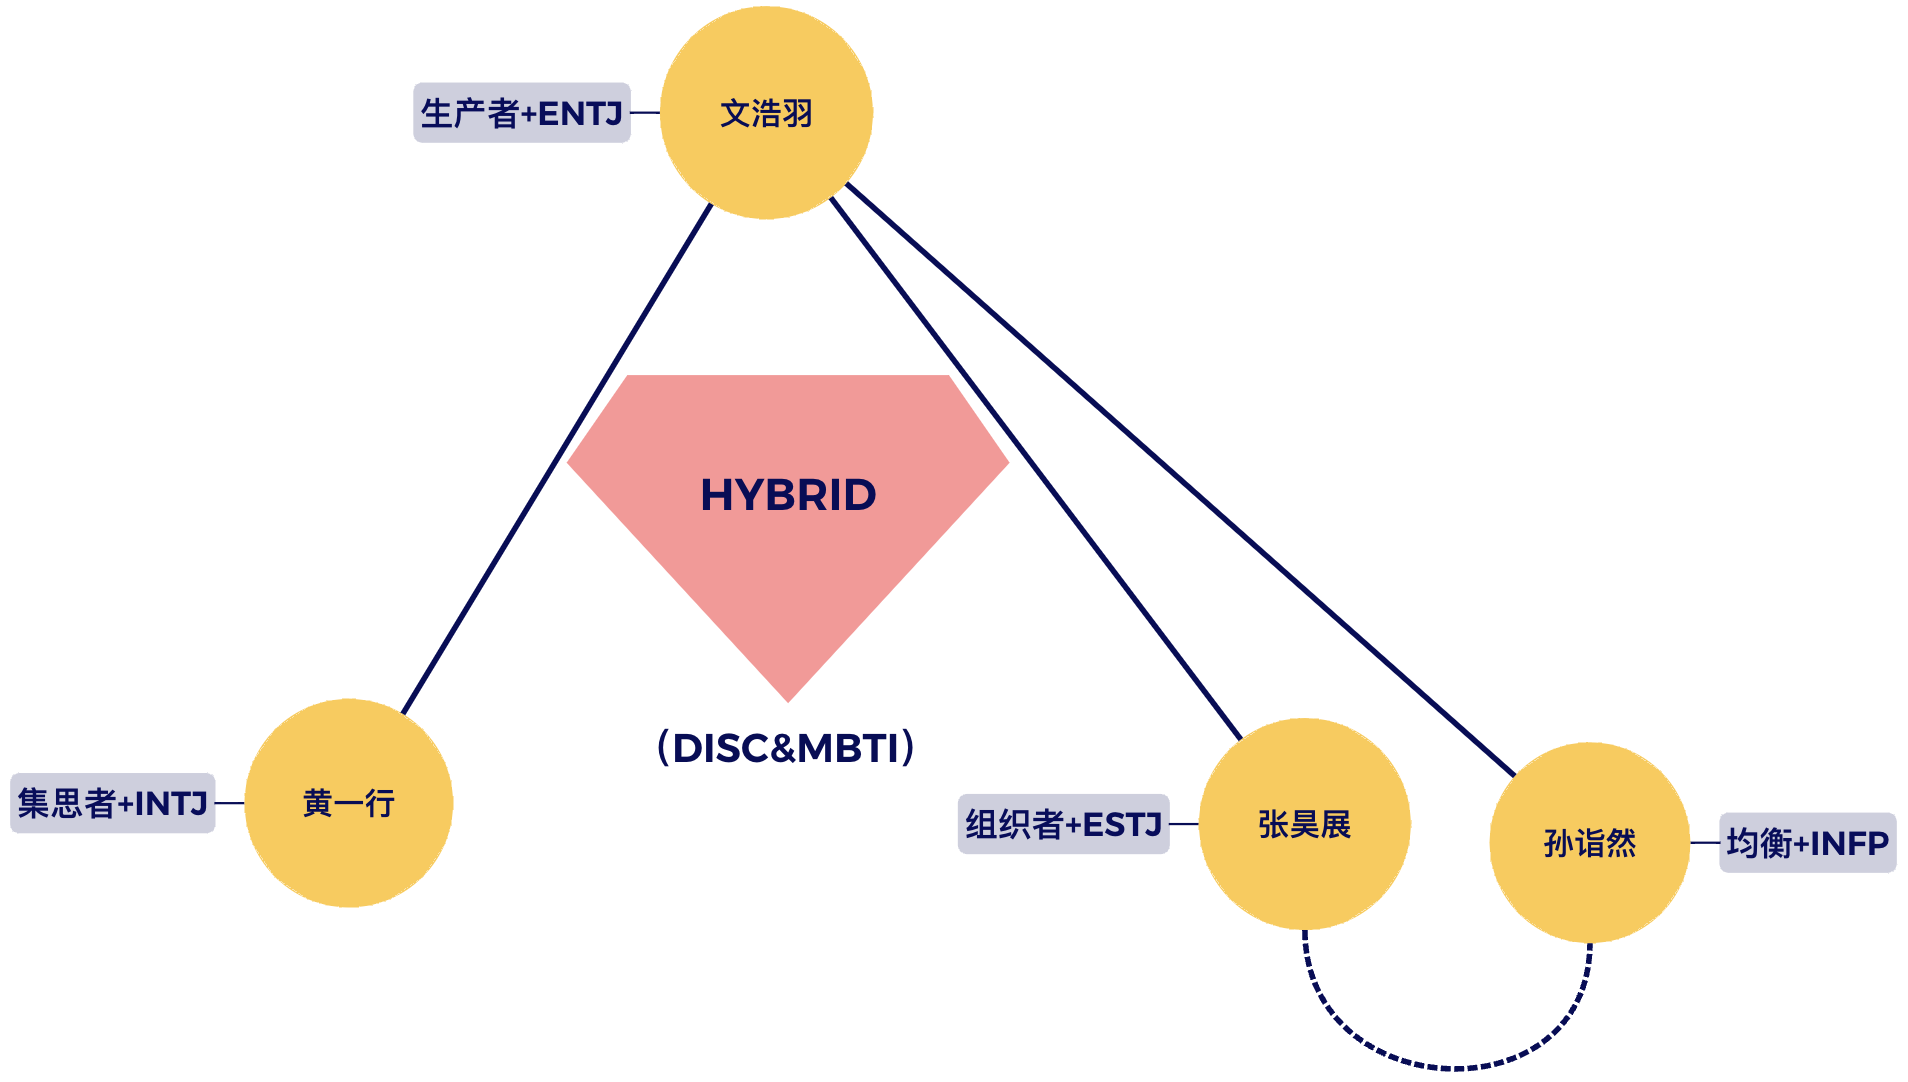 文浩羽
生产者+ENTJ
HYBRID
(DISC&MBTI)
黄一行
集思者+INTJ
张昊展
组织者+ESTJ
孙诣然
均衡+INFP